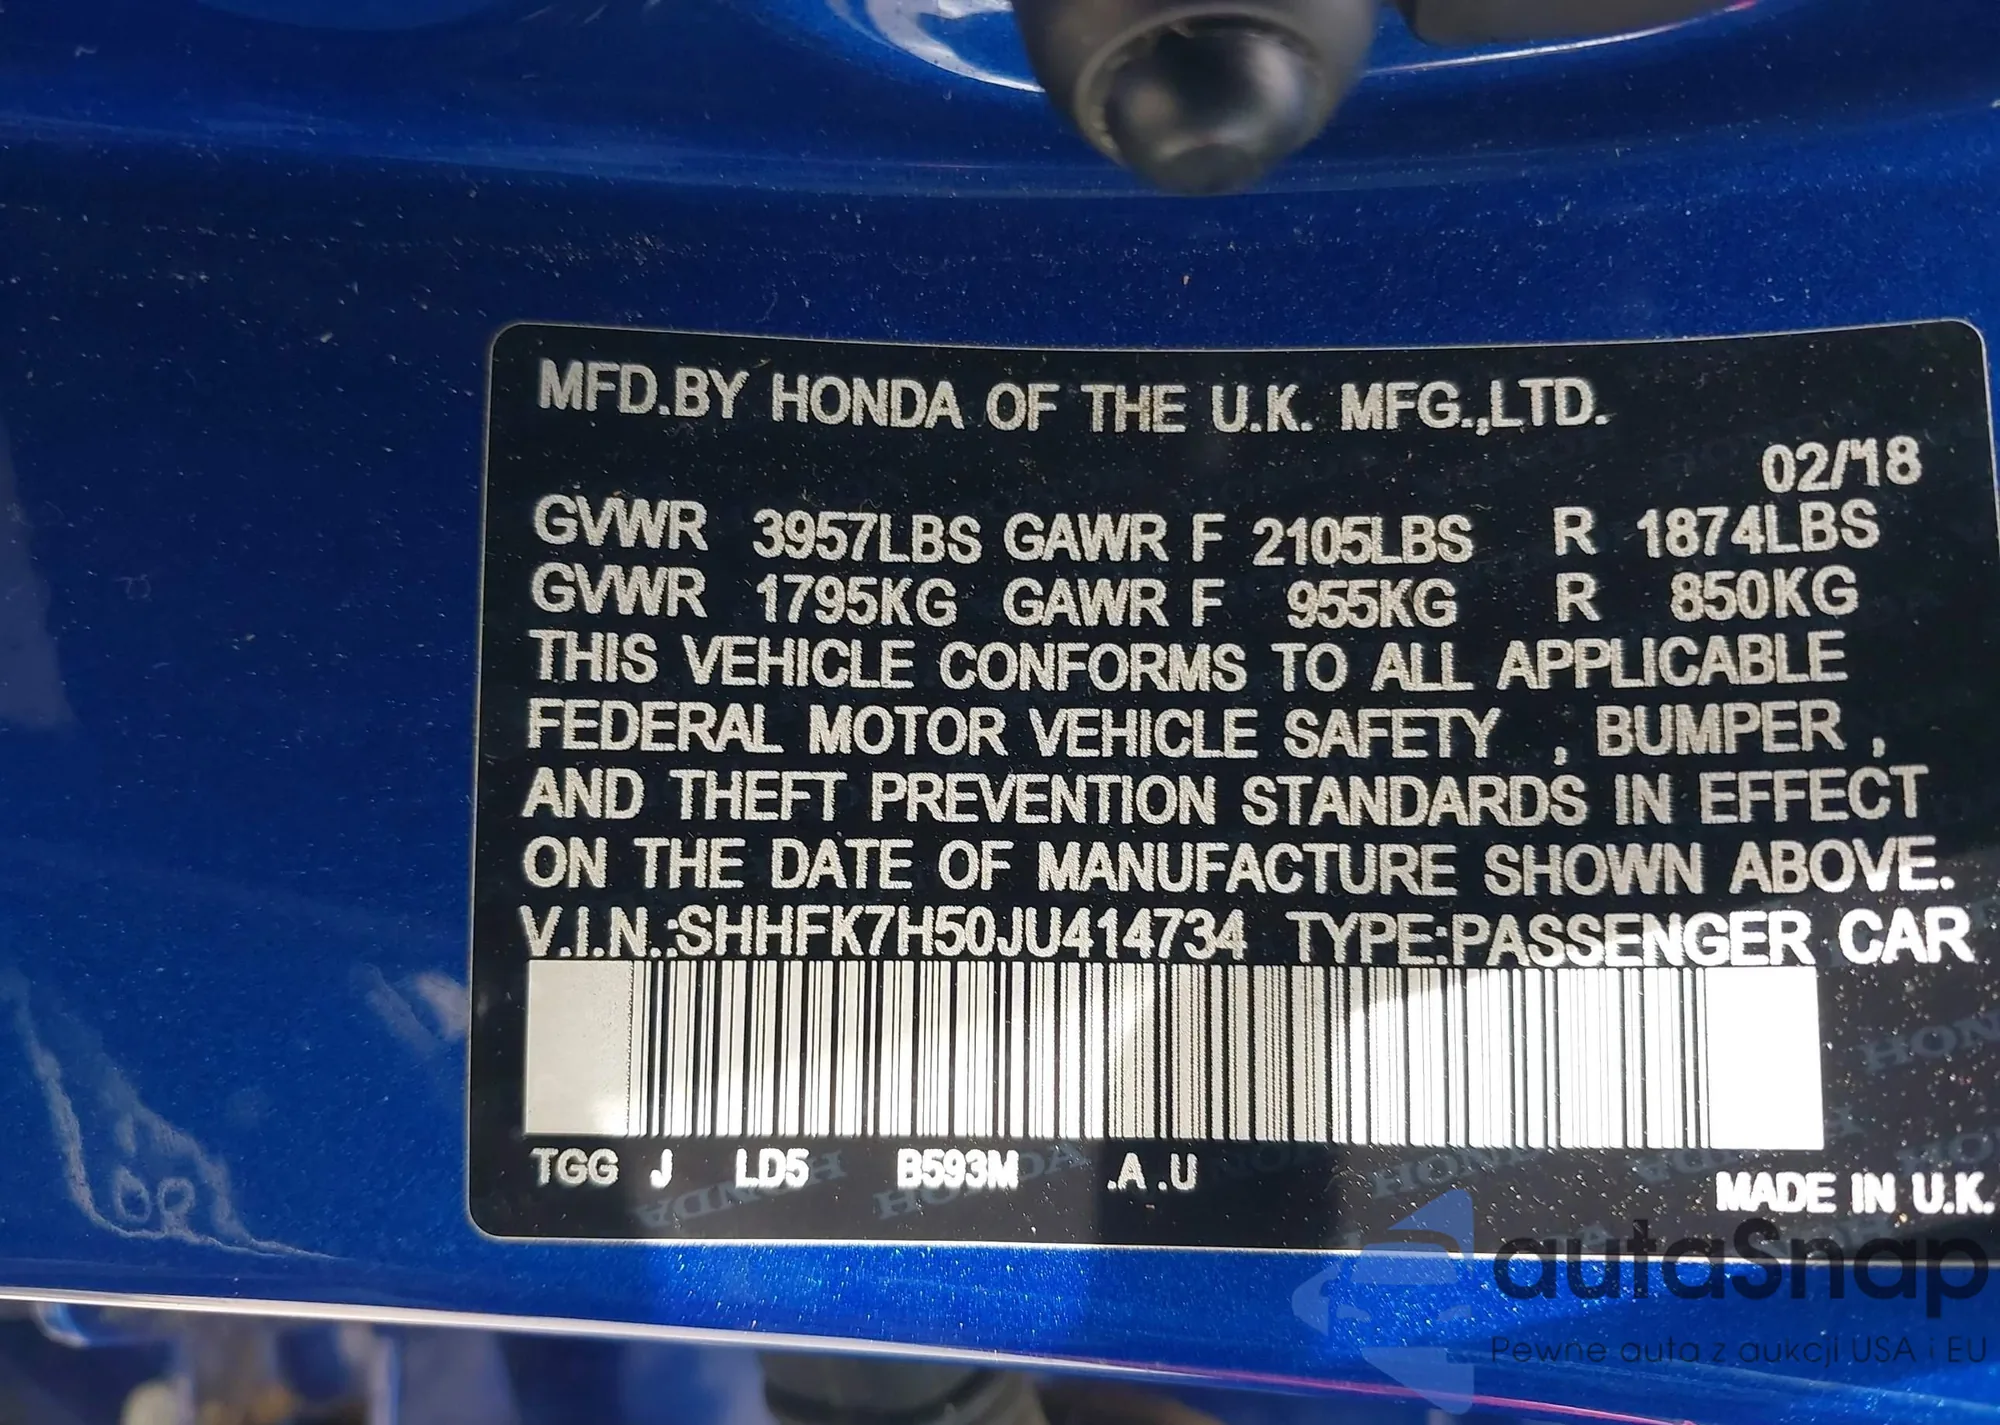 MFD.BY HONDA OF THE U.K. MFG.,LTD.
02/18
GVWR 3957LBS GAWR F 2105LBS R 1874LBS
GVWR 1795KG GAWR F 955KG R 850KG
THIS VEHICLE CONFORMS TO ALL APPLICABLE
FEDERAL MOTOR VEHICLE SAFETY , BUMPER ,
AND THEFT PREVENTION STANDARDS IN EFFECT
ON THE DATE OF MANUFACTURE SHOWN ABOVE.
V.I.N.:SHHFK7H50JU414734 TYPE:PASSENGER CAR
TGG J LD5 B593M .A .U
MADE IN U.K.
autaSnap
Pewne auta z aukcji USA i EU